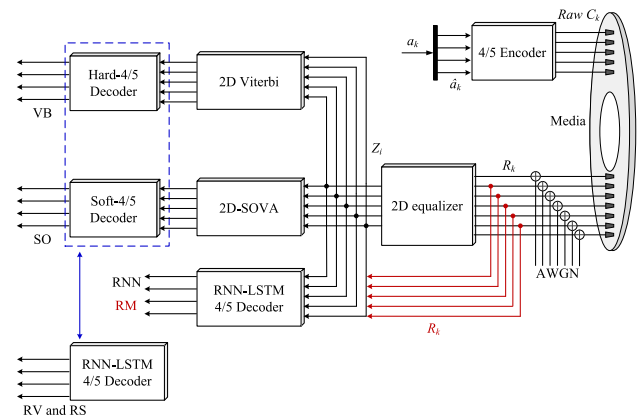 Raw C_k
a_k
4/5 Encoder
â_k
Hard-4/5
Decoder
2D Viterbi
VB
Media
Z_i
R_k
Soft-4/5
Decoder
2D-SOVA
2D equalizer
SO
AWGN
RNN
RM
RNN-LSTM
4/5 Decoder
R_k
RNN-LSTM
4/5 Decoder
RV and RS